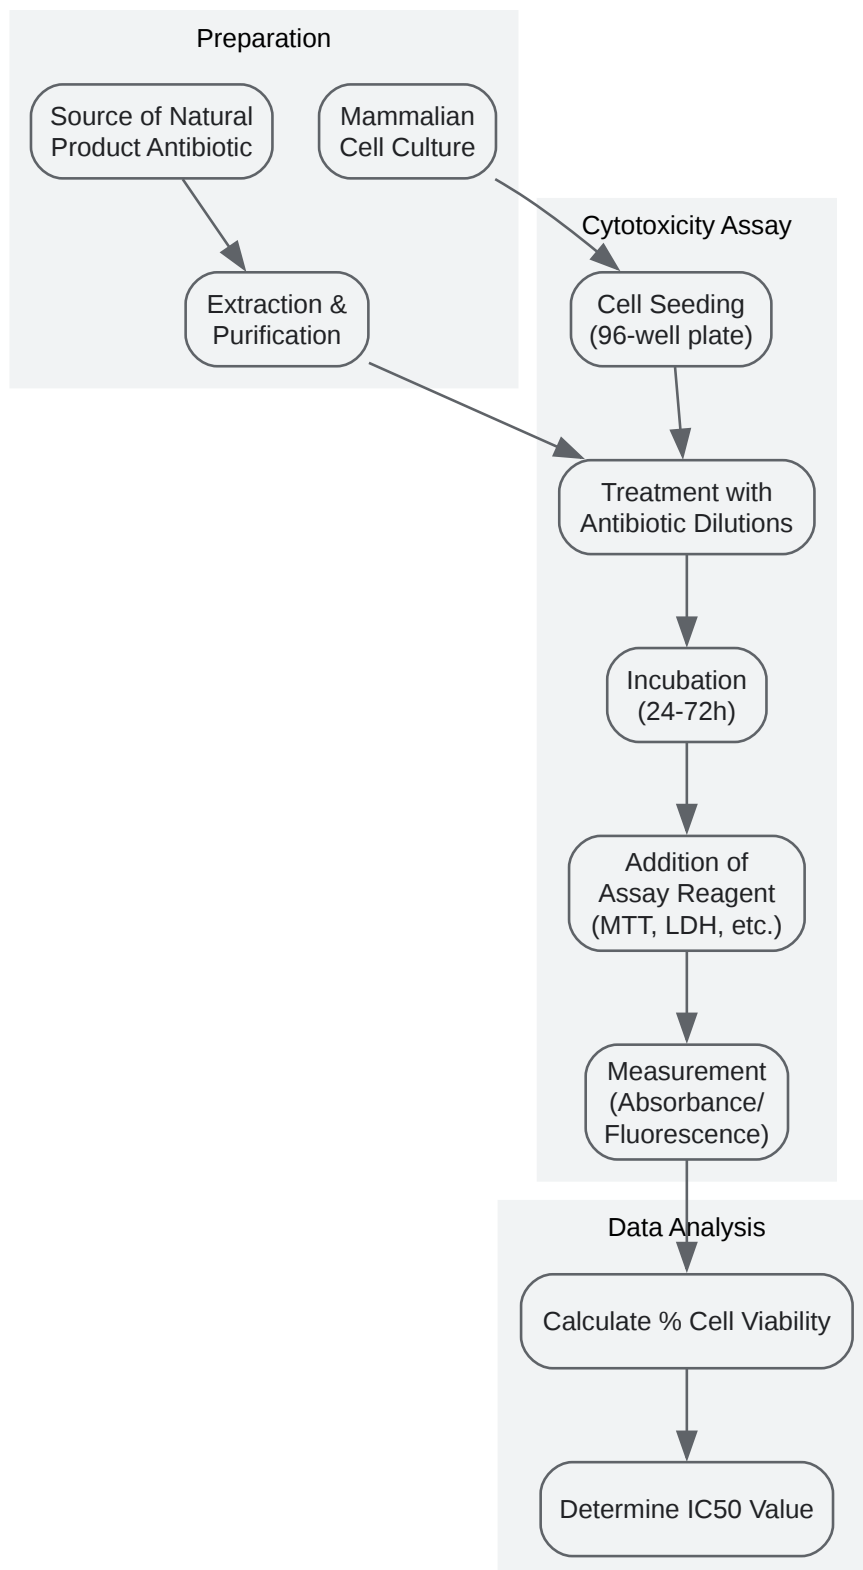 Preparation
Source of Natural
Product Antibiotic
Mammalian
Cell Culture
Extraction &
Purification
Cytotoxicity Assay
Cell Seeding
(96-well plate)
Treatment with
Antibiotic Dilutions
Incubation
(24-72h)
Addition of
Assay Reagent
(MTT, LDH, etc.)
Measurement
(Absorbance/
Fluorescence)
Data Analysis
Calculate % Cell Viability
Determine IC50 Value